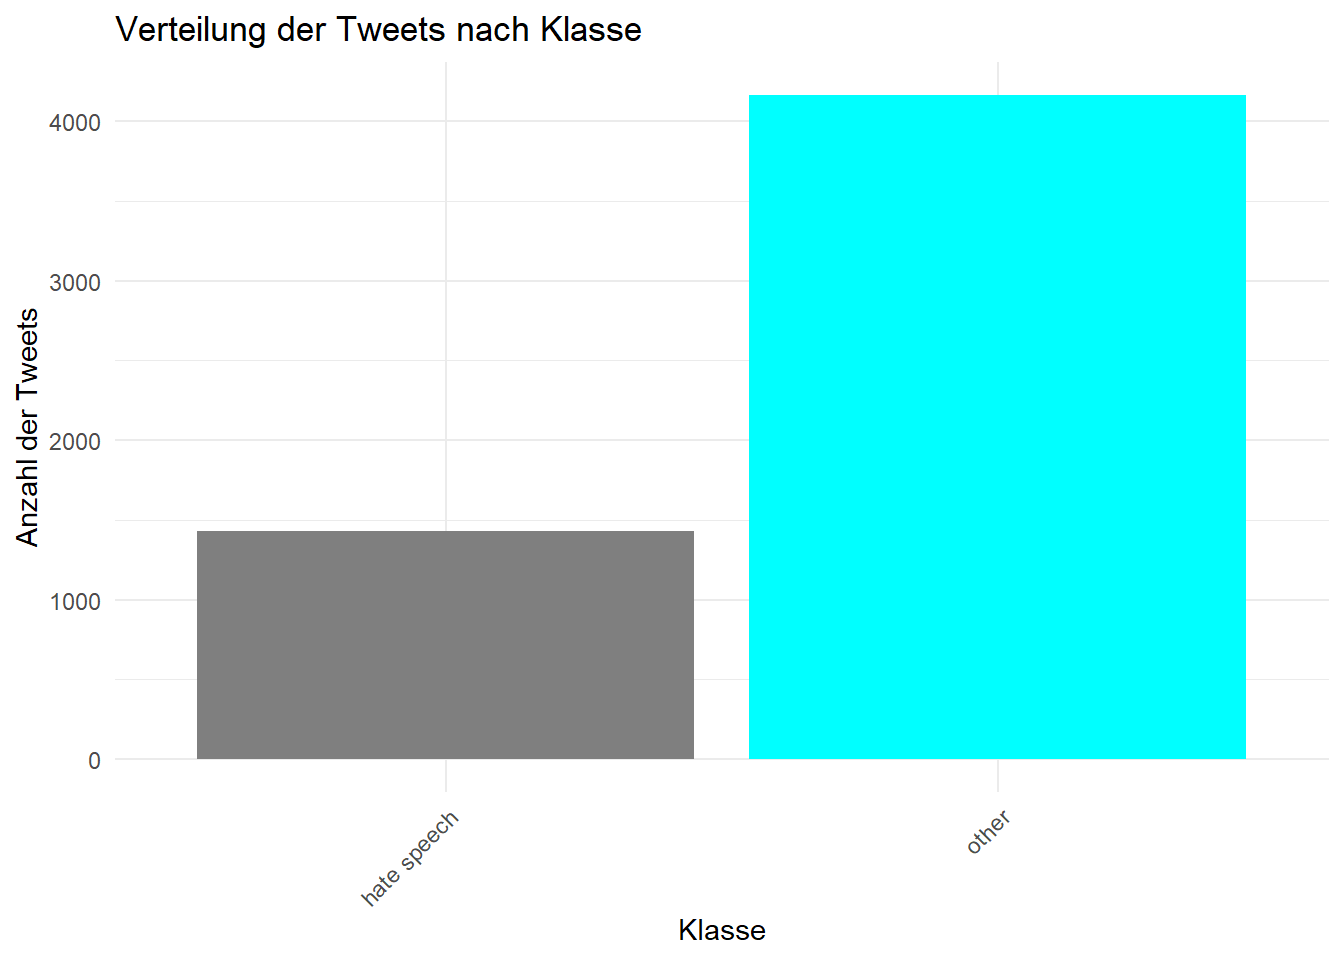 Verteilung der Tweets nach Klasse
Anzahl der Tweets
4000
3000
2000
1000
0
hate speech
other
Klasse